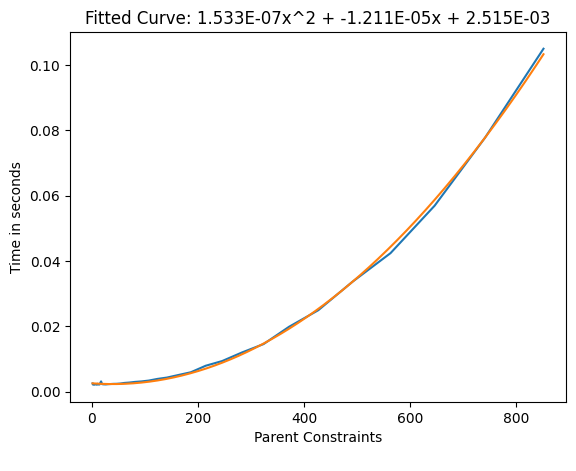 Fitted Curve: 1.533E-07x^2 + -1.211E-05x + 2.515E-03
0.10
0.08
0.06
0.04
0.02
0.00
Time in seconds
0 200 400 600 800
Parent Constraints